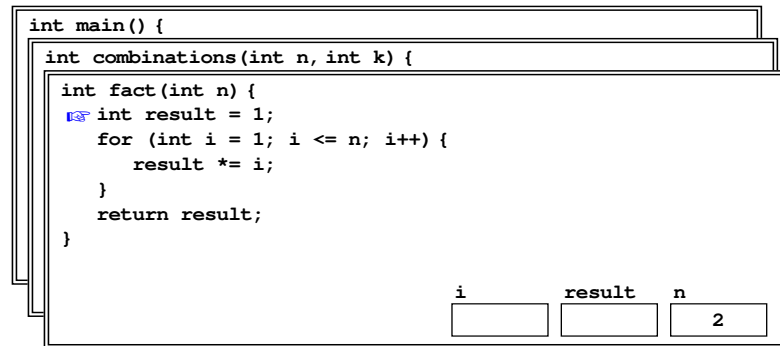 int main() {
int combinations(int n, int k) {
int fact(int n) {
int result = 1;
for (int i = 1; i <= n; i++) {
result *= i;
}
return result;
}
i result n
2